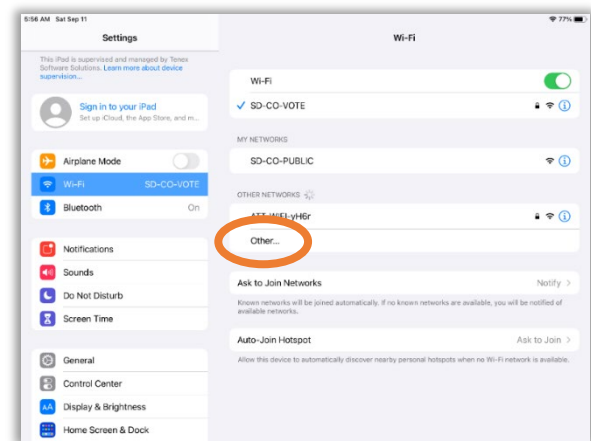 5:56 AM Sat Sep 11
77%
Settings
This iPad is supervised and managed by Tenex
Software Solutions. Learn more about device
supervision...
Sign in to your iPad
Set up iCloud, the App Store, and m...
Airplane Mode
Wi-Fi SD-CO-VOTE
Bluetooth On
Notifications
Sounds
Do Not Disturb
Screen Time
General
Control Center
AA Display & Brightness
Home Screen & Dock
Wi-Fi
Wi-Fi
SD-CO-VOTE
MY NETWORKS
SD-CO-PUBLIC
OTHER NETWORKS
ATT-WIFI-yH6r
Other...
Ask to Join Networks Notify
Known networks will be joined automatically. If no known networks are available, you will be notified of
available networks.
Auto-Join Hotspot Ask to Join
Allow this device to automatically discover nearby personal hotspots when no Wi-Fi network is available.